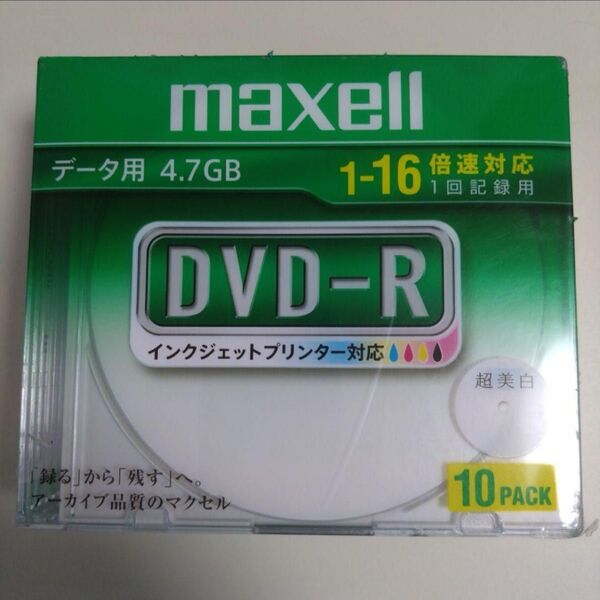 maxell
データ用 4.7GB
1-16 倍速対応
1回記録用
DVD-R
インクジェットプリンター対応
超美白
「録る」から「残す」へ。
アーカイブ品質のマクセル
10PACK